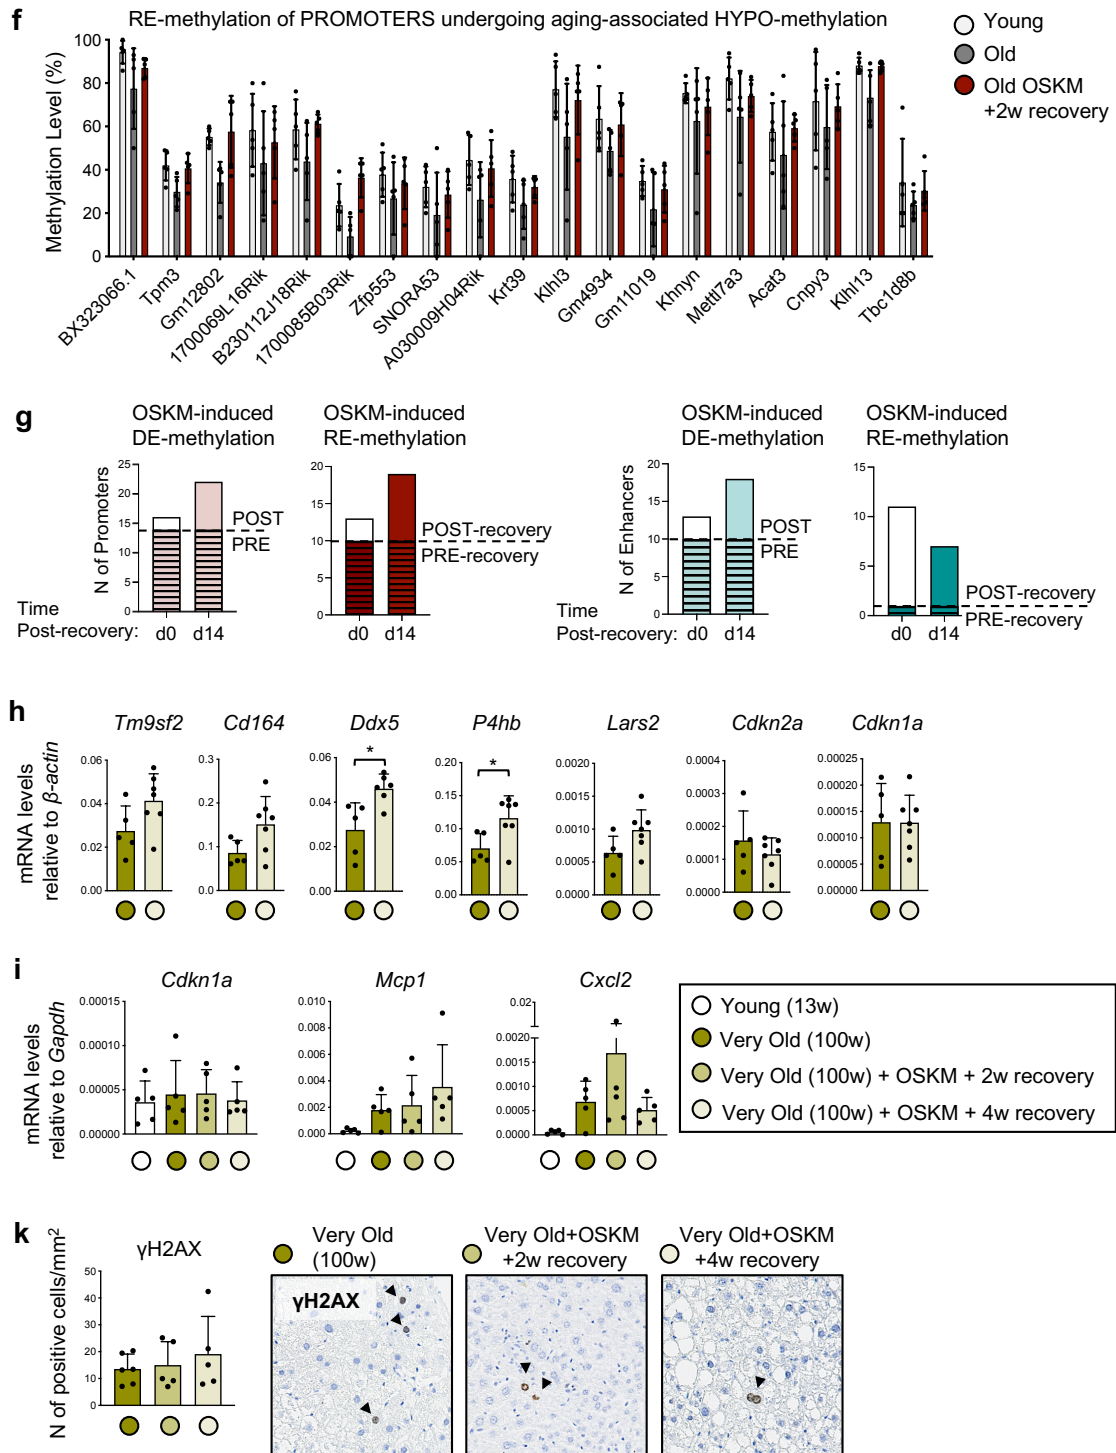 f
RE-methylation of PROMOTERS undergoing aging-associated HYPO-methylation
Young
Old
Old OSKM
+2w recovery
Methylation Level (%)
100
80
60
40
20
0
BX323066.1
Tpm3
Gm12802
1700069L16Rik
B230112J18Rik
1700085B03Rik
Zfp553
SNORA53
A030009H04Rik
Krt39
Klhl3
Gm4934
Gm11019
Khnyn
Mettl7a3
Acat3
Cnpy3
Klhl13
Tbc1d8b
g
OSKM-induced
DE-methylation
N of Promoters
25
20
15
10
5
0
POST
PRE
OSKM-induced
RE-methylation
20
15
10
5
0
POST-recovery
PRE-recovery
Time
Post-recovery:
d0 d14
d0 d14
OSKM-induced
DE-methylation
N of Enhancers
20
15
10
5
0
POST
PRE
OSKM-induced
RE-methylation
15
10
5
0
POST-recovery
PRE-recovery
Time
Post-recovery:
d0 d14
d0 d14
h
mRNA levels
relative to β-actin
Tm9sf2
0.06
0.04
0.02
0.00
Cd164
0.3
0.2
0.1
0.0
Ddx5
0.06
0.04
0.02
0.00
*
P4hb
0.20
0.15
0.10
0.05
0.00
*
Lars2
0.0020
0.0015
0.0010
0.0005
0.0000
Cdkn2a
0.0004
0.0003
0.0002
0.0001
0.0000
Cdkn1a
0.00025
0.00020
0.00015
0.00010
0.00005
0.00000
i
mRNA levels
relative to Gapdh
Cdkn1a
0.00015
0.00010
0.00005
0.00000
Mcp1
0.010
0.008
0.006
0.004
0.002
0.000
Cxcl2
0.02
0.0020
0.0015
0.0010
0.0005
0.0000
Young (13w)
Very Old (100w)
Very Old (100w) + OSKM + 2w recovery
Very Old (100w) + OSKM + 4w recovery
k
γH2AX
N of positive cells/mm²
50
40
30
20
10
0
Very Old
(100w)
Very Old+OSKM
+2w recovery
Very Old+OSKM
+4w recovery
γH2AX